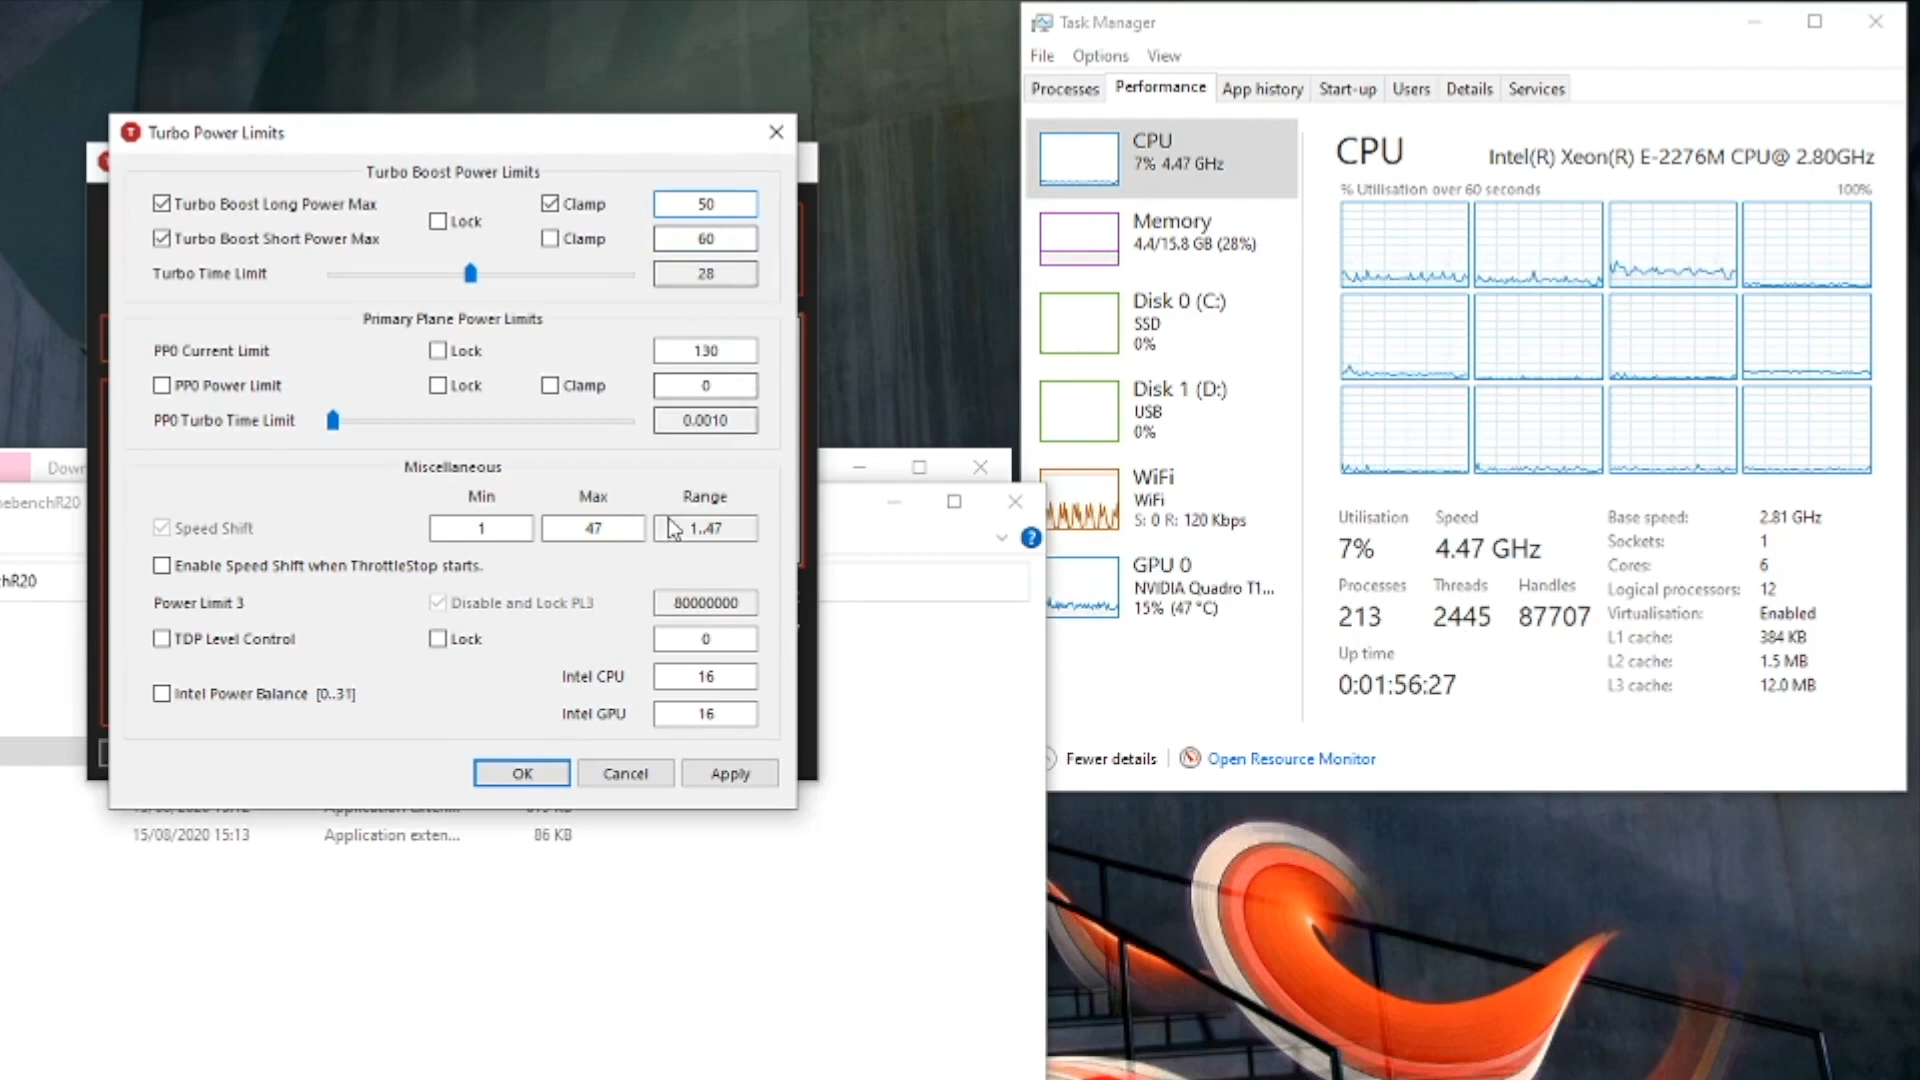 Turbo Power Limits
Turbo Boost Power Limits
Turbo Boost Long Power Max Lock Clamp 50
Turbo Boost Short Power Max Clamp 60
Turbo Time Limit 28
Primary Plane Power Limits
PP0 Current Limit Lock 130
PP0 Power Limit Lock Clamp 0
PP0 Turbo Time Limit 0.0010
Miscellaneous
Min Max Range
Speed Shift 1 47 1..47
Enable Speed Shift when ThrottleStop starts.
Power Limit 3 Disable and Lock PL3 80000000
TDP Level Control Lock 0
Intel CPU 16
Intel Power Balance [0..31]
Intel GPU 16
OK Cancel Apply
15/08/2020 15:13 Application exten... 86 KB
hR20
Task Manager
File Options View
Processes Performance App history Start-up Users Details Services
CPU
7% 4.47 GHz
Memory
4.4/15.8 GB (28%)
Disk 0 (C:)
SSD
0%
Disk 1 (D:)
USB
0%
WiFi
WiFi
S: 0 R: 120 Kbps
GPU 0
NVIDIA Quadro T1...
15% (47 °C)
CPU Intel(R) Xeon(R) E-2276M CPU@ 2.80GHz
% Utilisation over 60 seconds 100%
Utilisation Speed
7% 4.47 GHz
Processes Threads Handles
213 2445 87707
Up time
0:01:56:27
Base speed: 2.81 GHz
Sockets: 1
Cores: 6
Logical processors: 12
Virtualisation: Enabled
L1 cache: 384 KB
L2 cache: 1.5 MB
L3 cache: 12.0 MB
Fewer details Open Resource Monitor